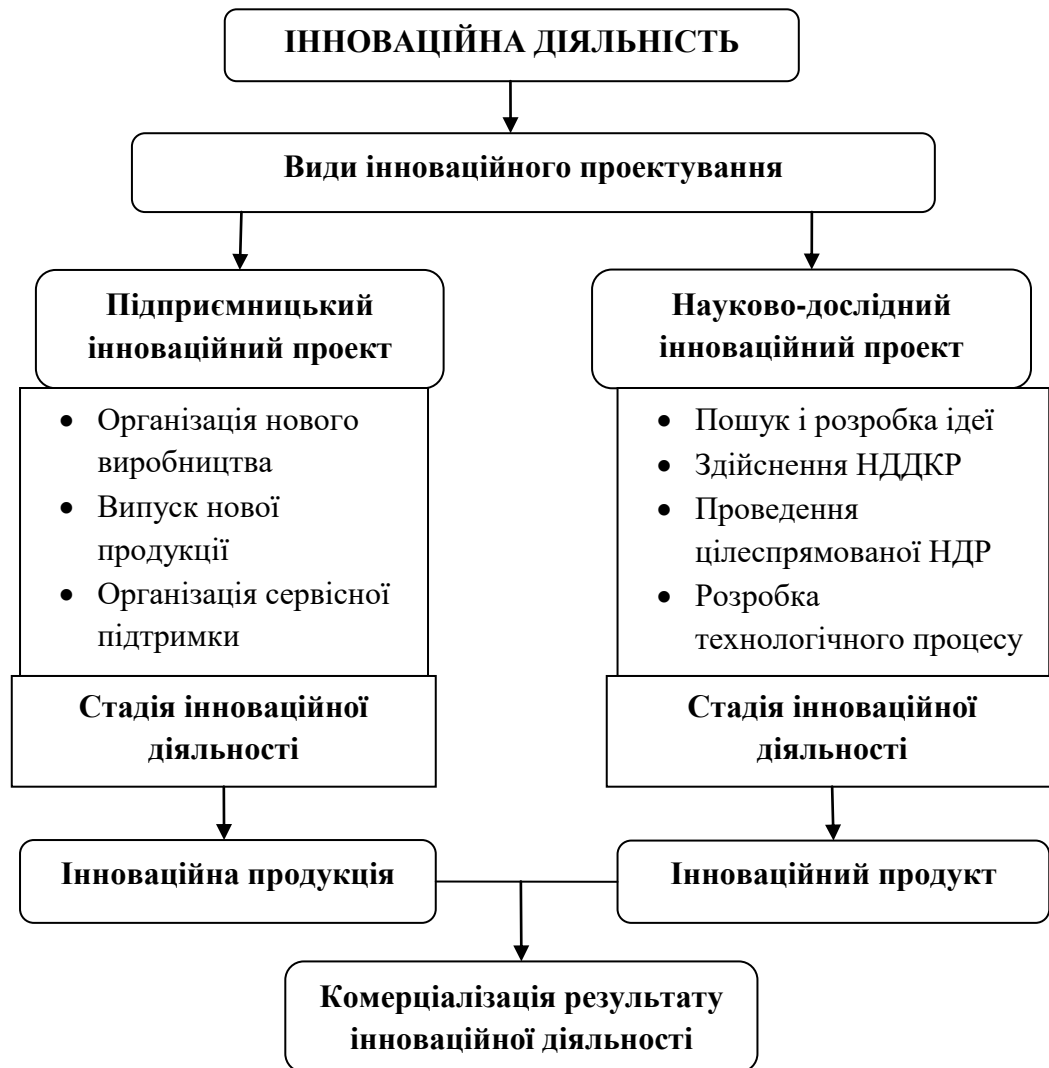 ІННОВАЦІЙНА ДІЯЛЬНІСТЬ
Види інноваційного проектування
Підприємницький
інноваційний проект
• Організація нового
виробництва
• Випуск нової
продукції
• Організація сервісної
підтримки
Стадія інноваційної
діяльності
Інноваційна продукція
Науково-дослідний
інноваційний проект
• Пошук і розробка ідеї
• Здійснення НДДКР
• Проведення
цілеспрямованої НДР
• Розробка
технологічного процесу
Стадія інноваційної
діяльності
Інноваційний продукт
Комерціалізація результату
інноваційної діяльності